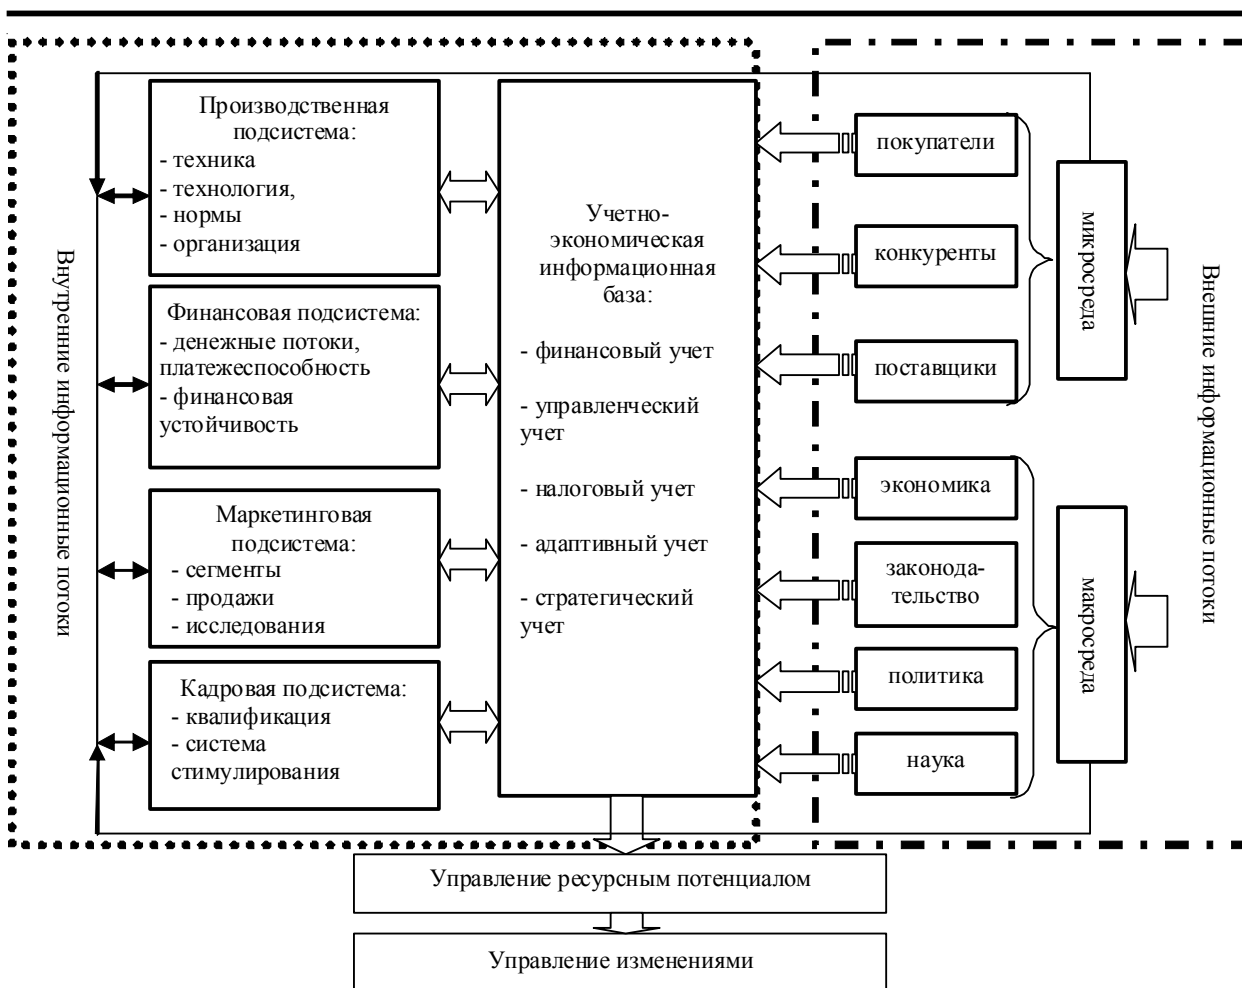 Внутренние информационные потоки
Производственная
подсистема:
- техника
- технология,
- нормы
- организация
Финансовая подсистема:
- денежные потоки,
платежеспособность
- финансовая
устойчивость
Маркетинговая
подсистема:
- сегменты
- продажи
- исследования
Кадровая подсистема:
- квалификация
- система
стимулирования
Учетно-
экономическая
информационная
база:
- финансовый учет
- управленческий
учет
- налоговый учет
- адаптивный учет
- стратегический
учет
покупатели
конкуренты
поставщики
экономика
законода-
тельство
политика
наука
микросреда
макросреда
Внешние информационные потоки
Управление ресурсным потенциалом
Управление изменениями